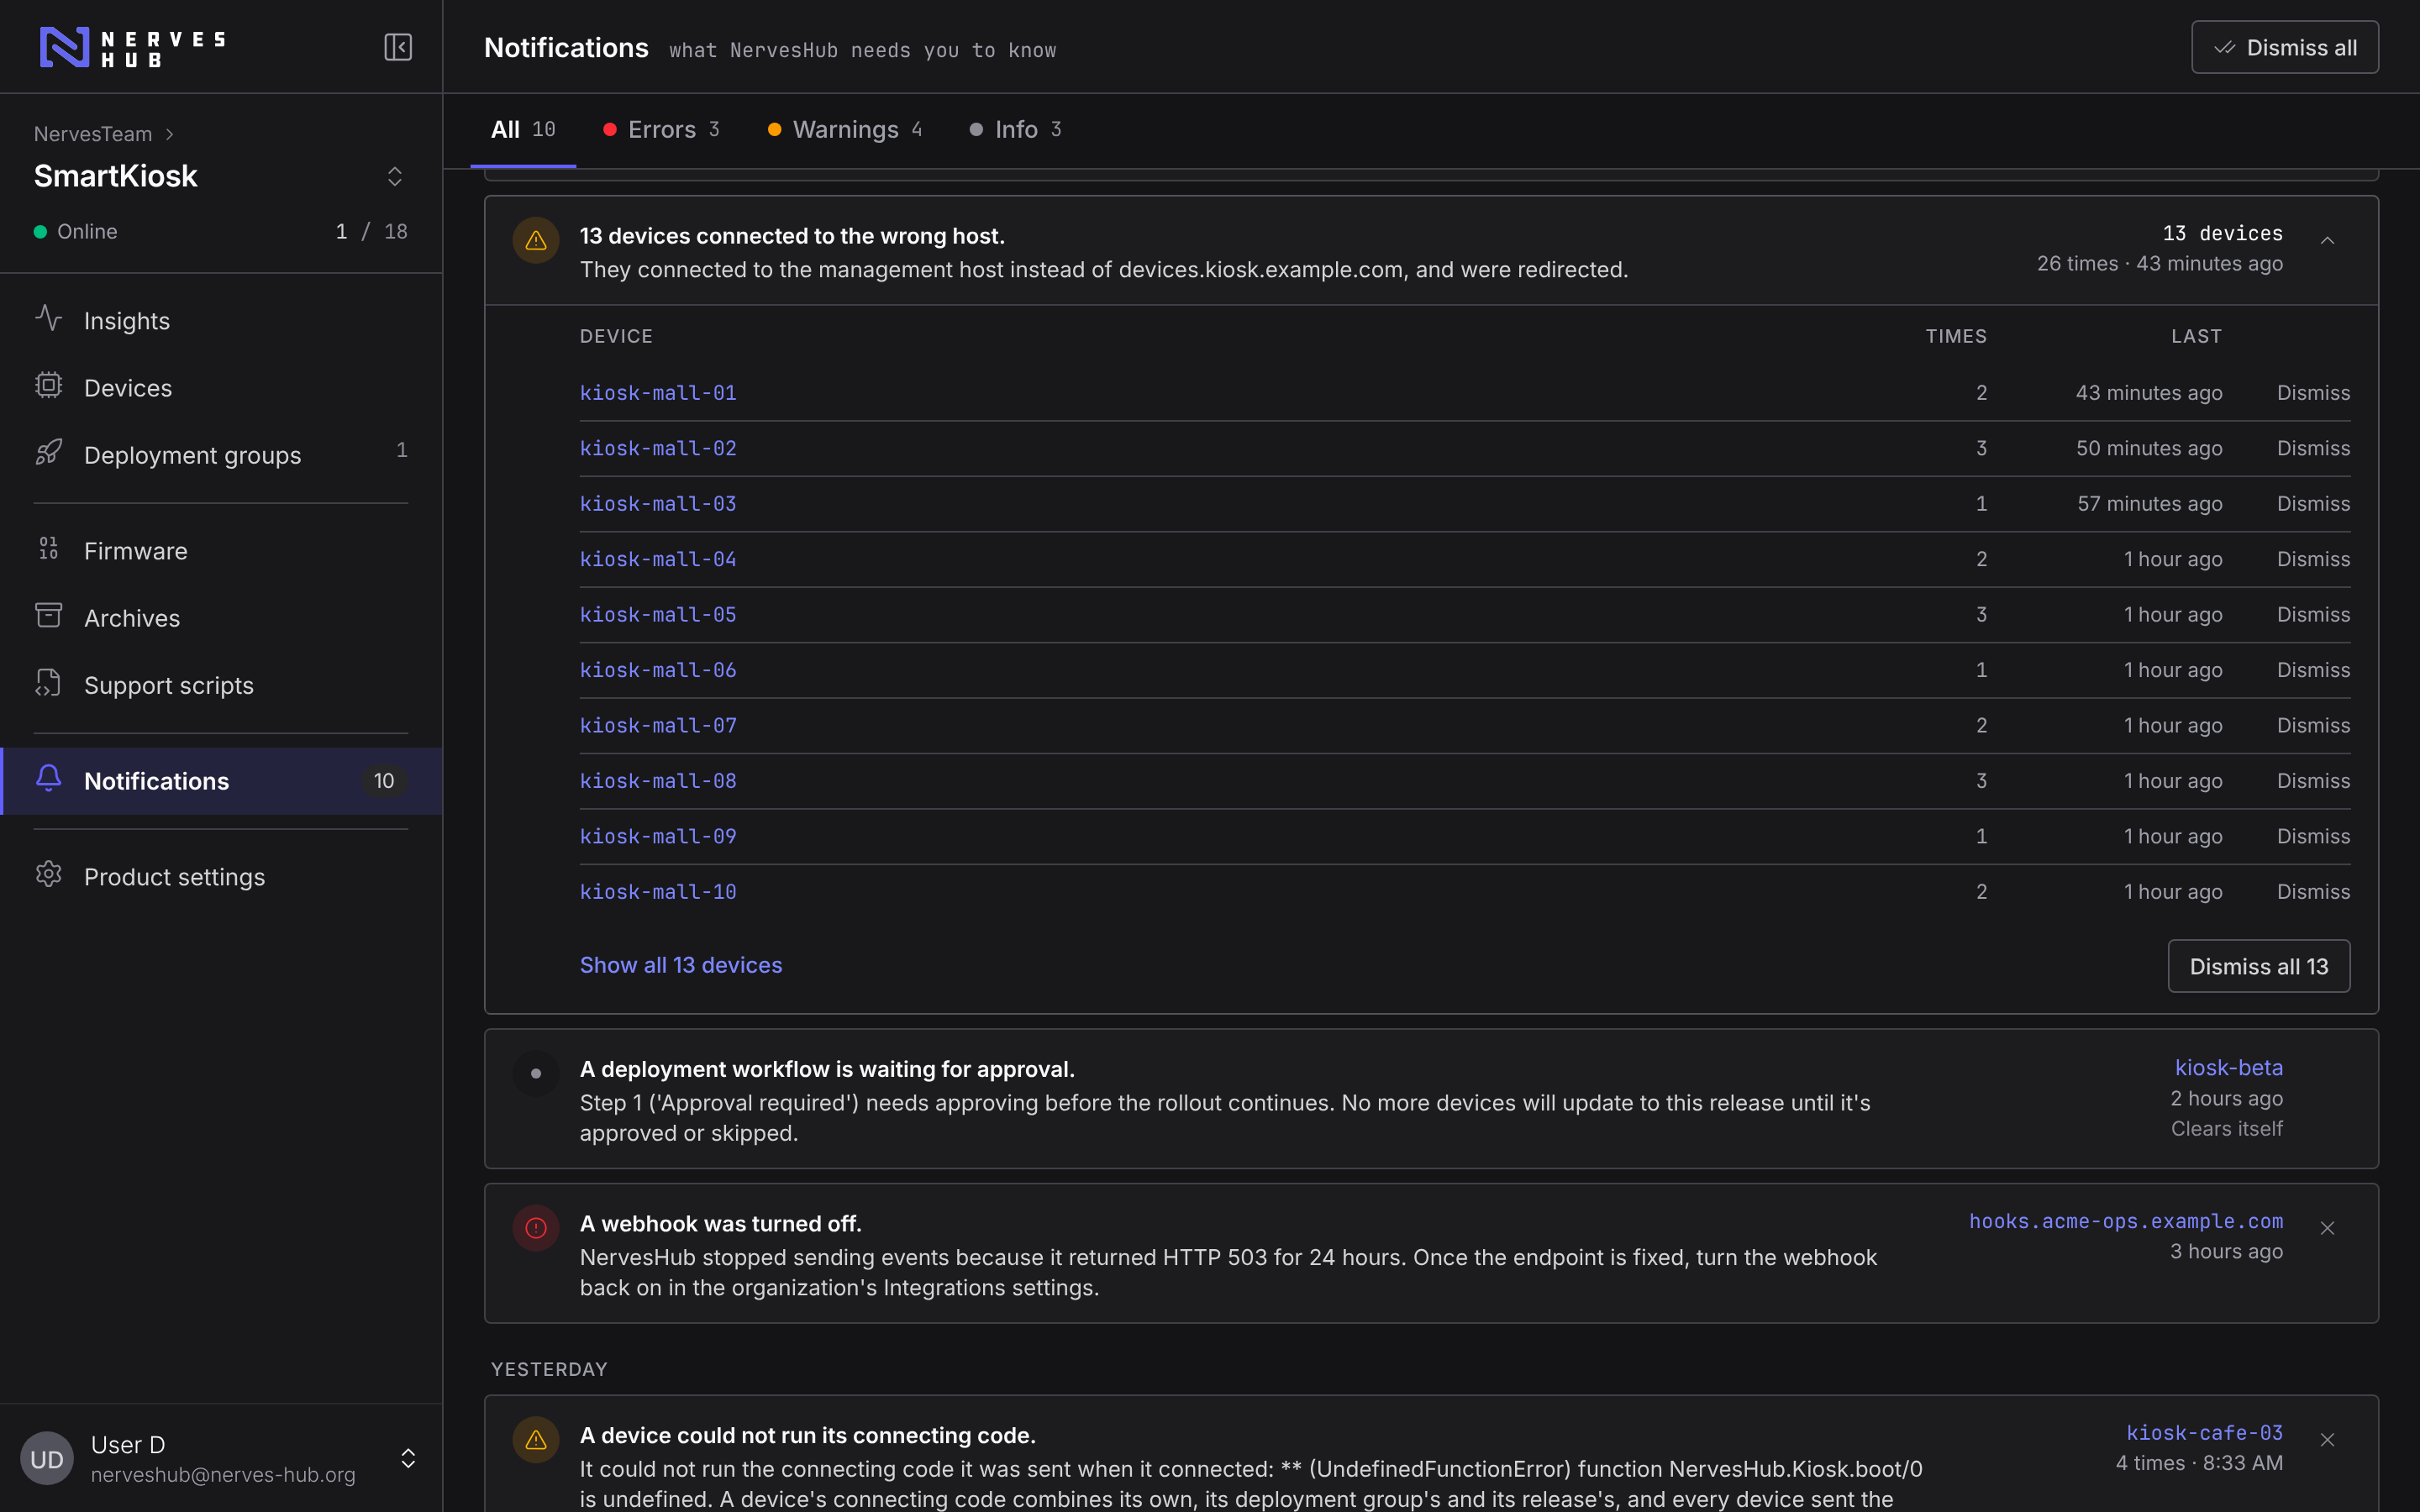 NERVES
HUB
NervesTeam
SmartKiosk
Online 1 / 18
Insights
Devices
Deployment groups 1
Firmware
Archives
Support scripts
Notifications 10
Product settings
UD
User D
nerveshub@nerves-hub.org
Notifications what NervesHub needs you to know
Dismiss all
All 10 Errors 3 Warnings 4 Info 3
13 devices connected to the wrong host.
They connected to the management host instead of devices.kiosk.example.com, and were redirected.
13 devices
26 times · 43 minutes ago
DEVICE TIMES LAST
kiosk-mall-01 2 43 minutes ago Dismiss
kiosk-mall-02 3 50 minutes ago Dismiss
kiosk-mall-03 1 57 minutes ago Dismiss
kiosk-mall-04 2 1 hour ago Dismiss
kiosk-mall-05 3 1 hour ago Dismiss
kiosk-mall-06 1 1 hour ago Dismiss
kiosk-mall-07 2 1 hour ago Dismiss
kiosk-mall-08 3 1 hour ago Dismiss
kiosk-mall-09 1 1 hour ago Dismiss
kiosk-mall-10 2 1 hour ago Dismiss
Show all 13 devices Dismiss all 13
A deployment workflow is waiting for approval.
Step 1 ('Approval required') needs approving before the rollout continues. No more devices will update to this release until it's
approved or skipped.
kiosk-beta
2 hours ago
Clears itself
A webhook was turned off.
NervesHub stopped sending events because it returned HTTP 503 for 24 hours. Once the endpoint is fixed, turn the webhook
back on in the organization's Integrations settings.
hooks.acme-ops.example.com
3 hours ago
YESTERDAY
A device could not run its connecting code.
It could not run the connecting code it was sent when it connected: ** (UndefinedFunctionError) function NervesHub.Kiosk.boot/0
is undefined. A device's connecting code combines its own, its deployment group's and its release's, and every device sent the
kiosk-cafe-03
4 times · 8:33 AM